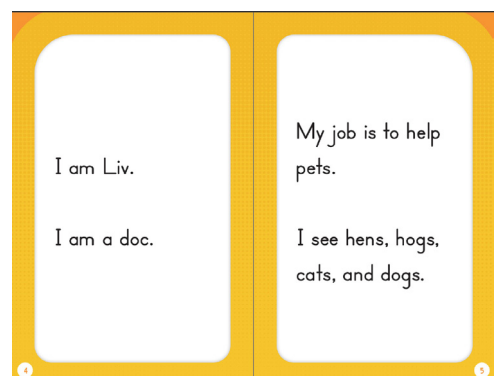 I am Liv.
I am a doc.
4
My job is to help
pets.
I see hens, hogs,
cats, and dogs.
5